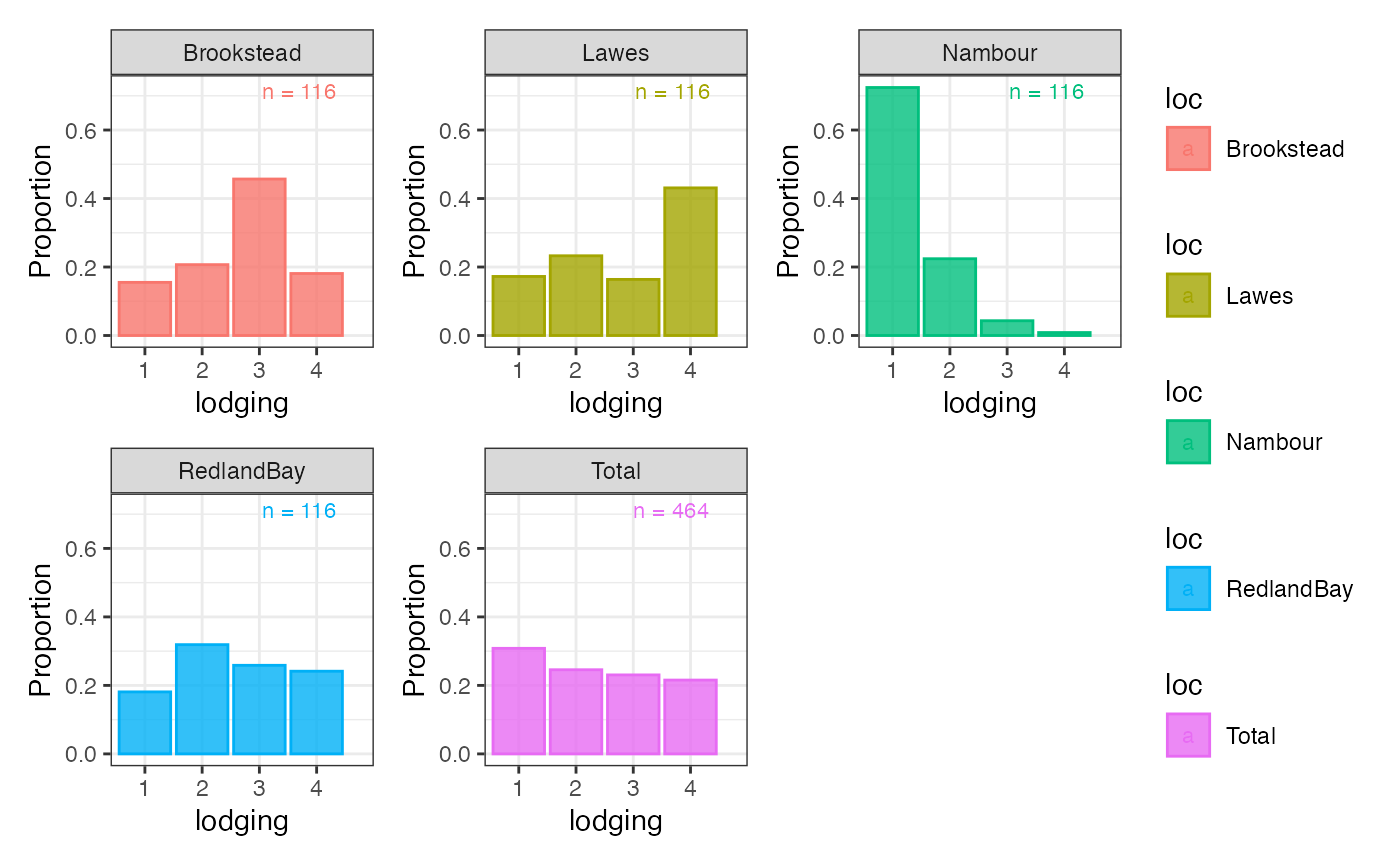 Brookstead
n = 116
Proportion
0.6
0.4
0.2
0.0
1 2 3 4
lodging
Lawes
n = 116
Proportion
0.6
0.4
0.2
0.0
1 2 3 4
lodging
Nambour
n = 116
Proportion
0.6
0.4
0.2
0.0
1 2 3 4
lodging
RedlandBay
n = 116
Proportion
0.6
0.4
0.2
0.0
1 2 3 4
lodging
Total
n = 464
Proportion
0.6
0.4
0.2
0.0
1 2 3 4
lodging
loc
a Brookstead
loc
a Lawes
loc
a Nambour
loc
a RedlandBay
loc
a Total